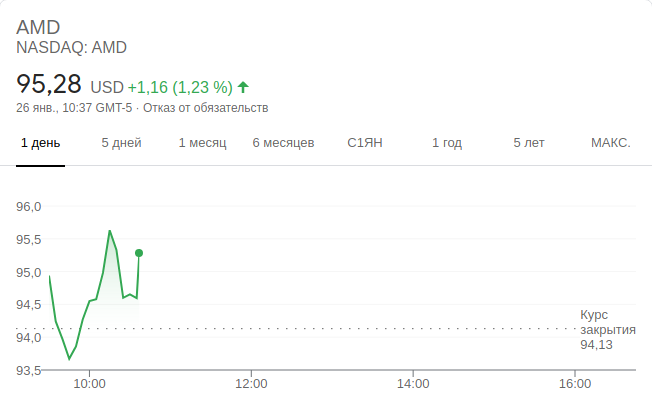 AMD
NASDAQ: AMD
95,28 USD +1,16 (1,23 %)
26 янв., 10:37 GMT-5 · Отказ от обязательств
1 день 5 дней 1 месяц 6 месяцев С1ЯН 1 год 5 лет МАКС.
96,0
95,5
95,0
94,5
Курс
закрытия
94,13
94,0
93,5
10:00 12:00 14:00 16:00